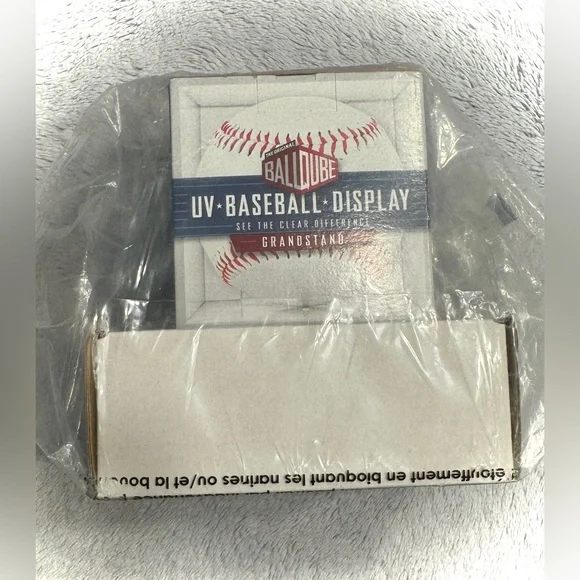 THE ORIGINAL
BALLQUBE
UV★BASEBALL★DISPLAY
SEE THE CLEAR DIFFERENCE
GRANDSTAND
étouffement en bloquant les narines ou/et la bou